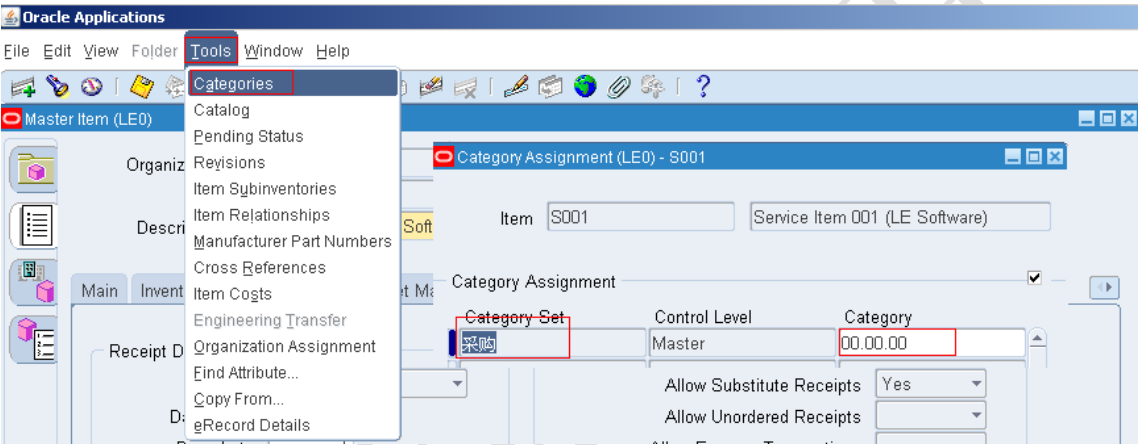 Oracle Applications
File Edit View Folder Tools Window Help
Categories
Catalog
Pending Status
Revisions
Item Subinventories
Item Relationships
Manufacturer Part Numbers
Cross References
Item Costs
Engineering Transfer
Organization Assignment
Find Attribute...
Copy From...
eRecord Details
Master Item (LE0)
Organiz
Descri
Soft
Main Invent
Receipt D
Category Assignment (LE0) - S001
Item S001 Service Item 001 (LE Software)
Category Assignment
Category Set Control Level Category
采购 Master 00.00.00
Allow Substitute Receipts Yes
Allow Unordered Receipts